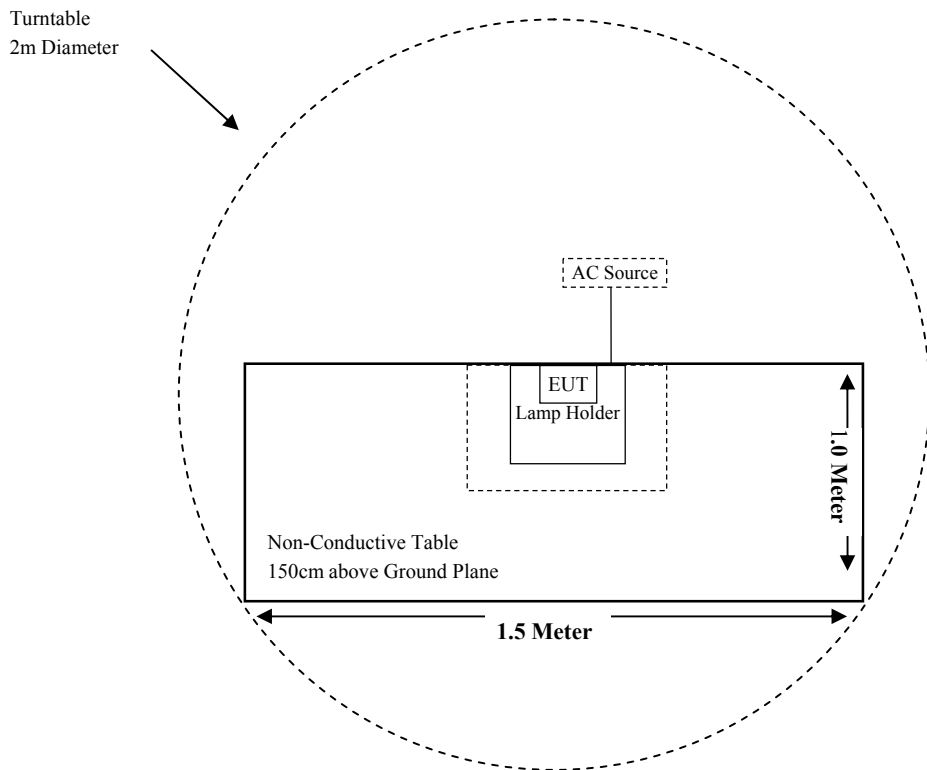 Turntable
2m Diameter
AC Source
EUT
Lamp Holder
1.0 Meter
Non-Conductive Table
150cm above Ground Plane
1.5 Meter